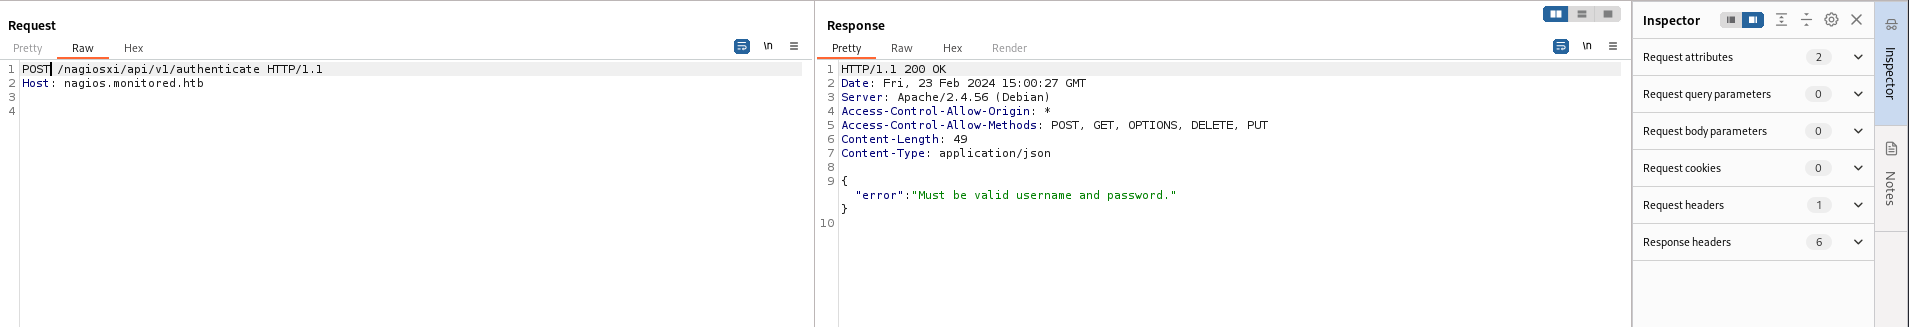 Request
Pretty Raw Hex
\n
1 POST /nagiosxi/api/v1/authenticate HTTP/1.1
2 Host: nagios.monitored.htb
3
4
Response
Pretty Raw Hex Render
\n
1 HTTP/1.1 200 OK
2 Date: Fri, 23 Feb 2024 15:00:27 GMT
3 Server: Apache/2.4.56 (Debian)
4 Access-Control-Allow-Origin: *
5 Access-Control-Allow-Methods: POST, GET, OPTIONS, DELETE, PUT
6 Content-Length: 49
7 Content-Type: application/json
8
9 {
"error":"Must be valid username and password."
}
10
Inspector
Request attributes 2
Request query parameters 0
Request body parameters 0
Request cookies 0
Request headers 1
Response headers 6
Inspector
Notes